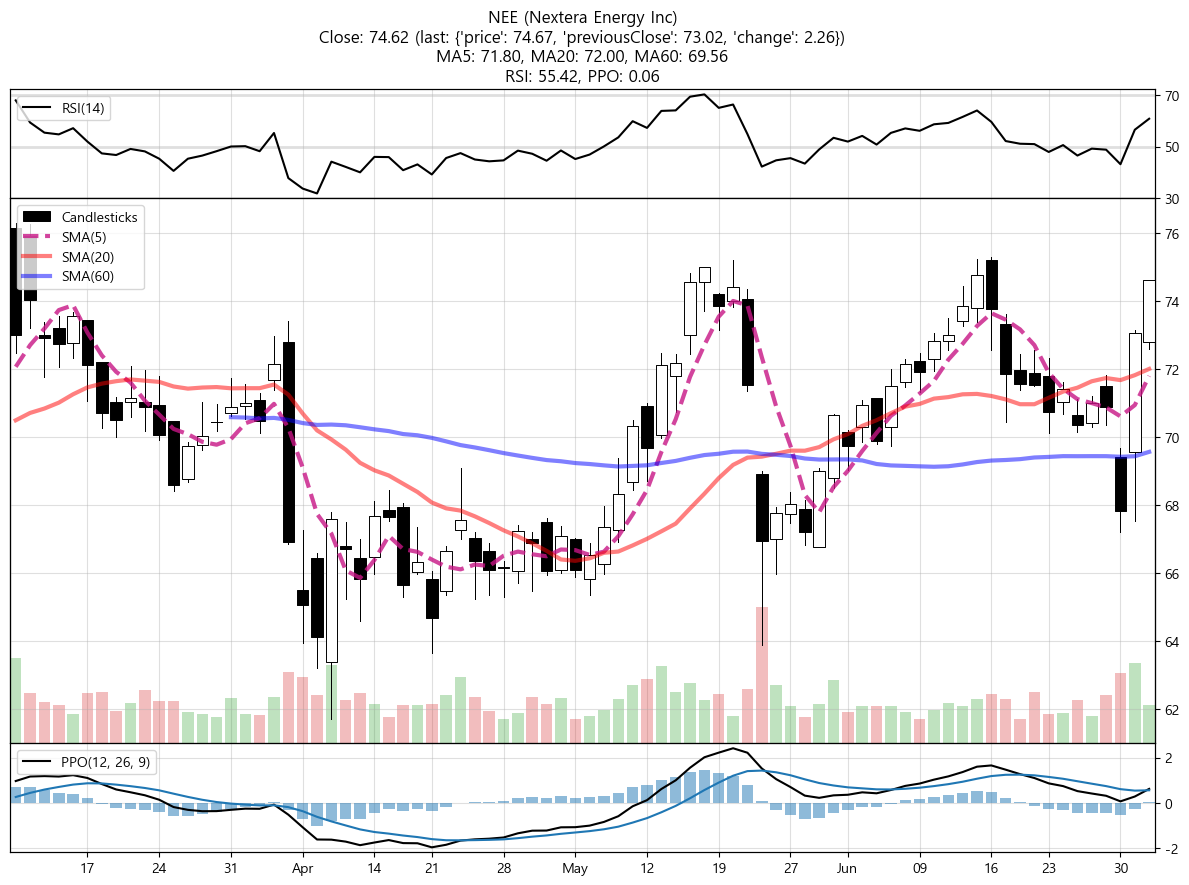 NEE (Nextera Energy Inc)
Close: 74.62 (last: {'price': 74.67, 'previousClose': 73.02, 'change': 2.26})
MA5: 71.80, MA20: 72.00, MA60: 69.56
RSI: 55.42, PPO: 0.06
RSI(14)
70
50
30
Candlesticks
SMA(5)
SMA(20)
SMA(60)
76
74
72
70
68
66
64
62
PPO(12, 26, 9)
2
0
-2
17 24 31 Apr 14 21 28 May 12 19 27 Jun 09 16 23 30